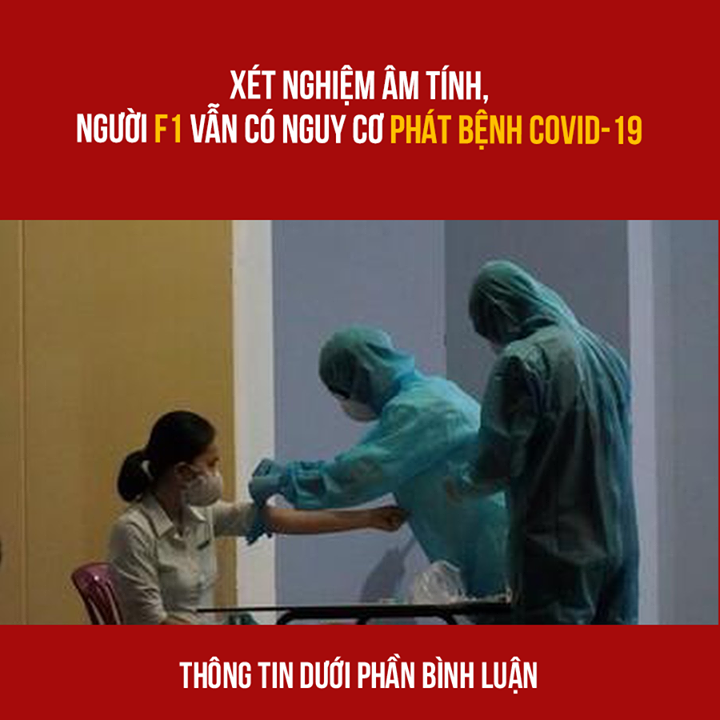 XÉT NGHIỆM ÂM TÍNH,
NGƯỜI F1 VẪN CÓ NGUY CƠ PHÁT BỆNH COVID-19
THÔNG TIN DƯỚI PHẦN BÌNH LUẬN